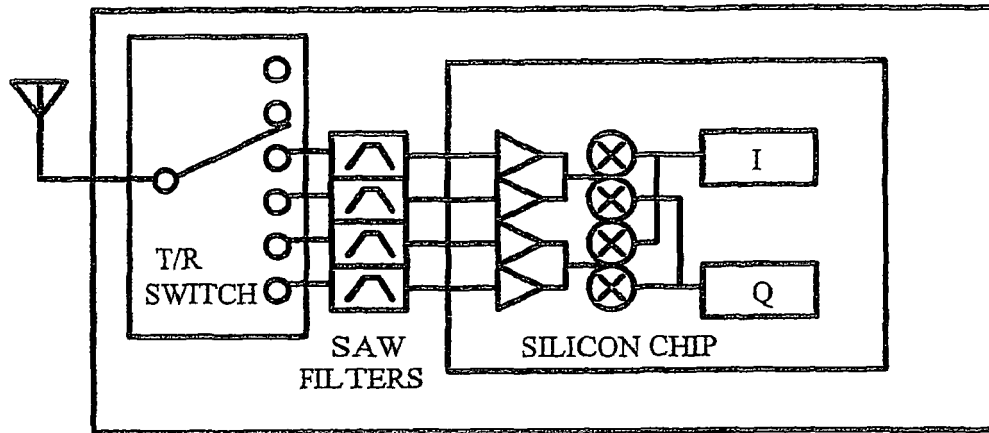 I
T/R
SWITCH
Q
SAW
FILTERS
SILICON CHIP